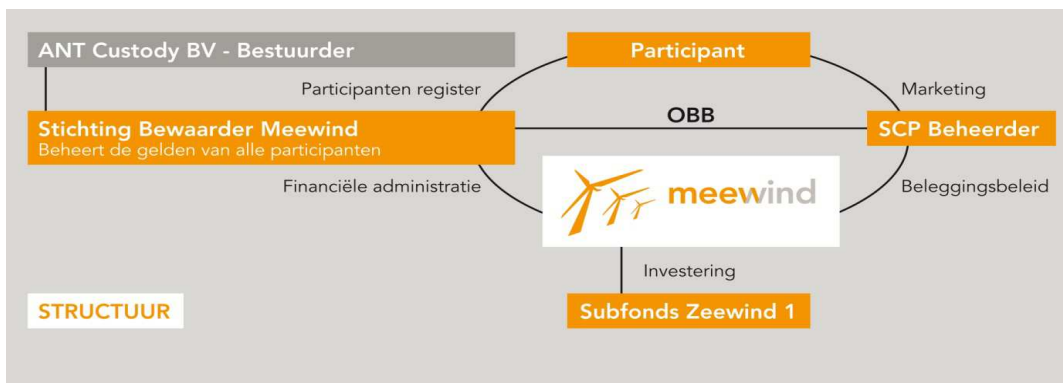 ANT Custody BV - Bestuurder
Participant
Participanten register
Marketing
OBB
Stichting Bewaarder Meewind
Beheert de gelden van alle participanten
SCP Beheerder
Financiële administratie
meewind
Beleggingsbeleid
Investering
STRUCTUUR
Subfonds Zeewind 1